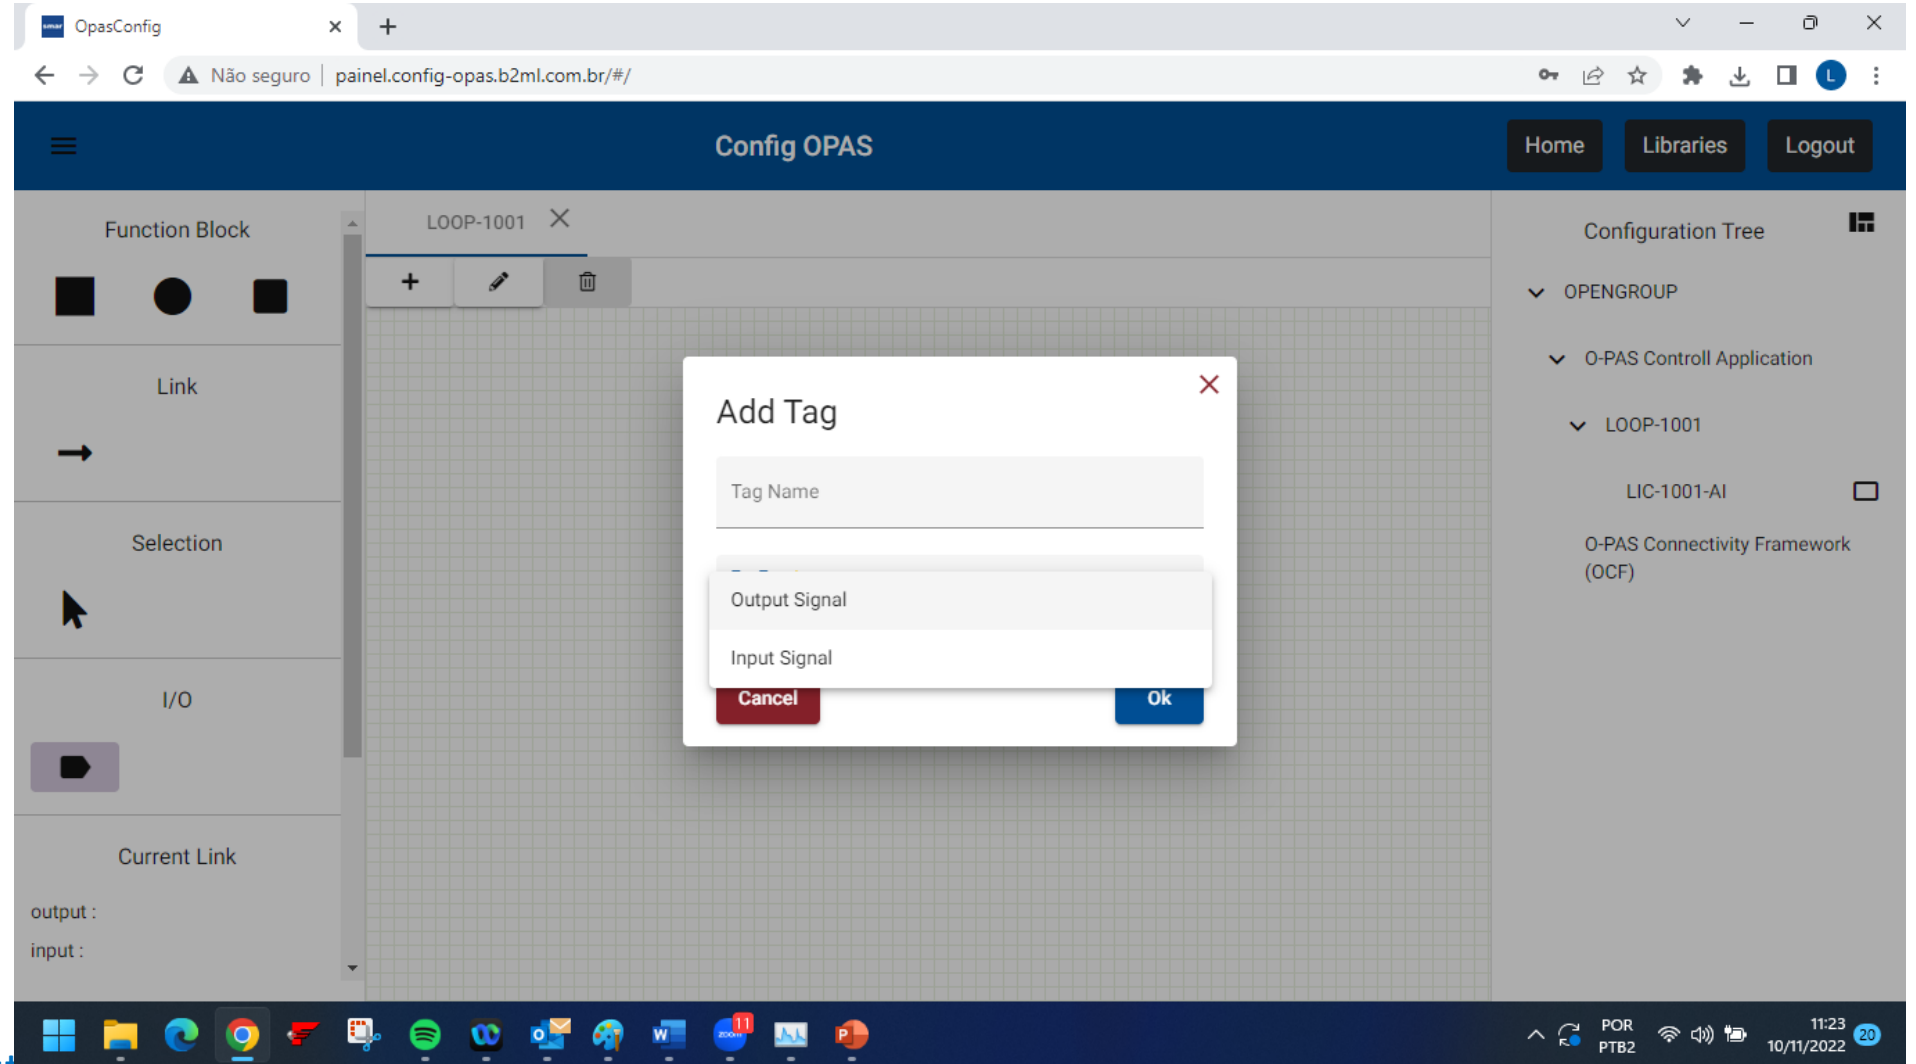 smar OpasConfig
Não seguro | painel.config-opas.b2ml.com.br/#/
L
Config OPAS
Home
Libraries
Logout
Function Block
Link
Selection
I/O
Current Link
output :
input :
LOOP-1001
Add Tag
Tag Name
Output Signal
Input Signal
Cancel
Ok
Configuration Tree
OPENGROUP
O-PAS Controll Application
LOOP-1001
LIC-1001-AI
O-PAS Connectivity Framework
(OCF)
W
zoom
11
P
POR
PTB2
11:23
10/11/2022
20